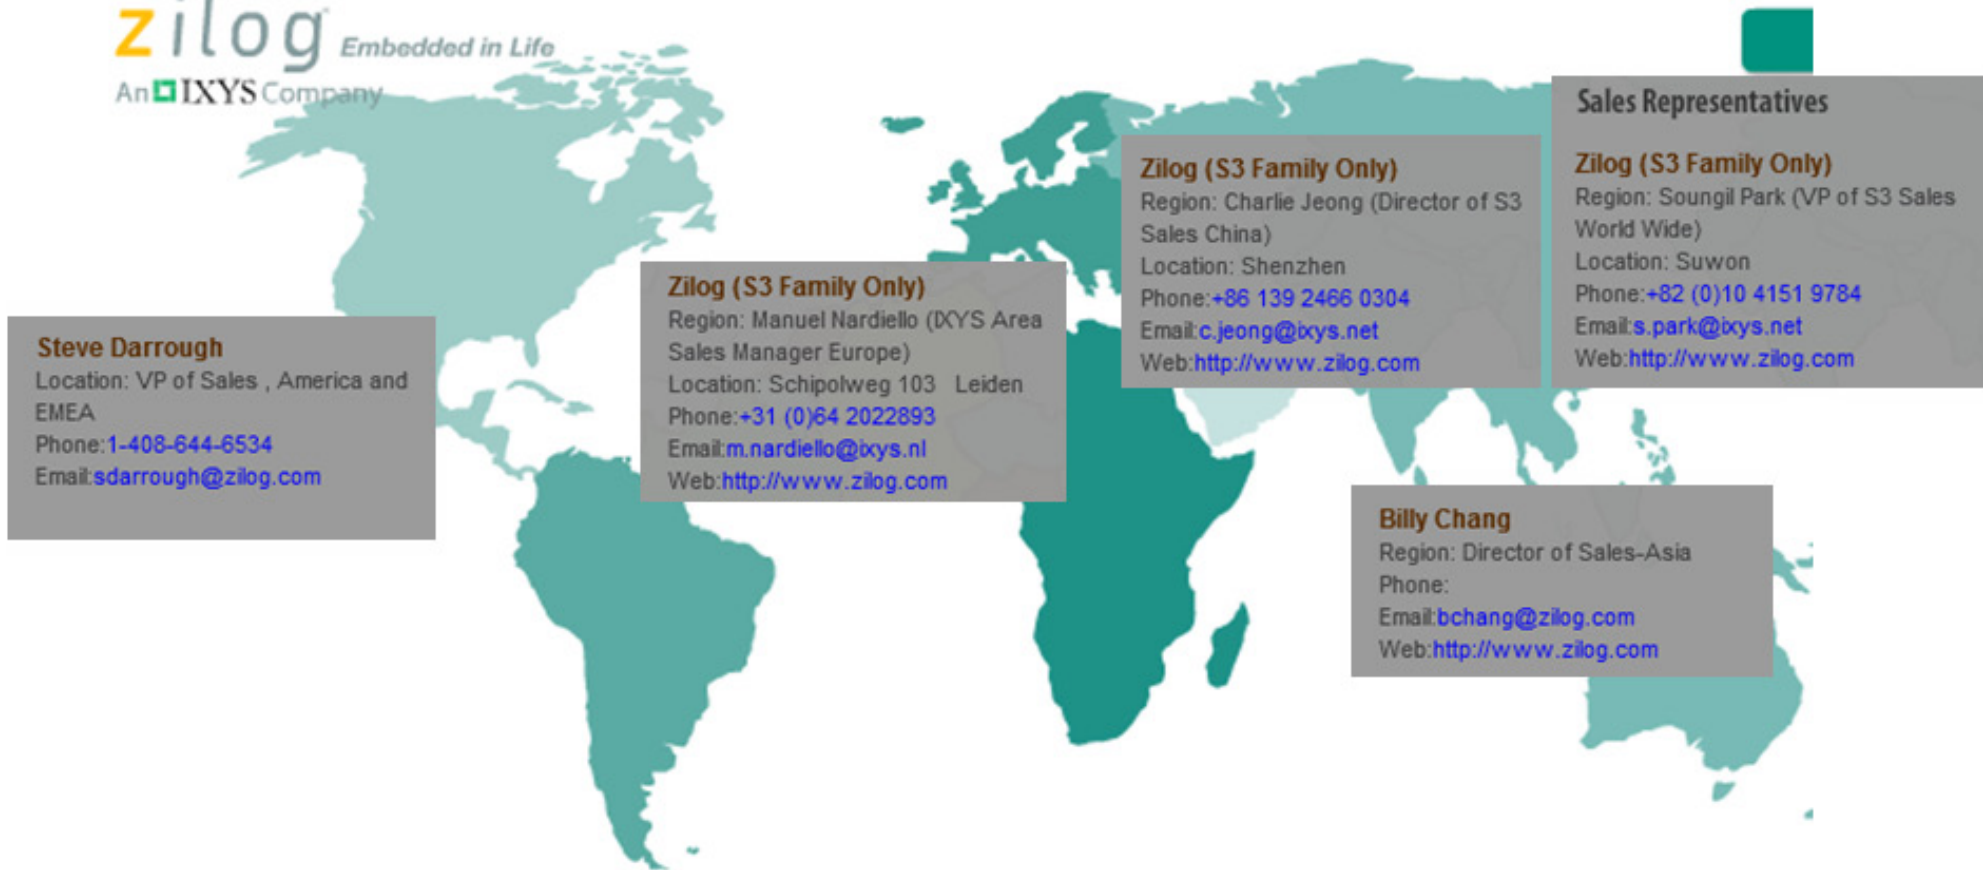 zilog Embedded in Life
An IXYS Company
Sales Representatives
Zilog (S3 Family Only)
Region: Soungil Park (VP of S3 Sales
World Wide)
Location: Suwon
Phone:+82 (0)10 4151 9784
Email:s.park@ixys.net
Web:http://www.zilog.com
Zilog (S3 Family Only)
Region: Charlie Jeong (Director of S3
Sales China)
Location: Shenzhen
Phone:+86 139 2466 0304
Email:c.jeong@ixys.net
Web:http://www.zilog.com
Zilog (S3 Family Only)
Region: Manuel Nardiello (IXYS Area
Sales Manager Europe)
Location: Schipolweg 103 Leiden
Phone:+31 (0)64 2022893
Email:m.nardiello@ixys.nl
Web:http://www.zilog.com
Steve Darrough
Location: VP of Sales , America and
EMEA
Phone:1-408-644-6534
Email:sdarrough@zilog.com
Billy Chang
Region: Director of Sales-Asia
Phone:
Email:bchang@zilog.com
Web:http://www.zilog.com